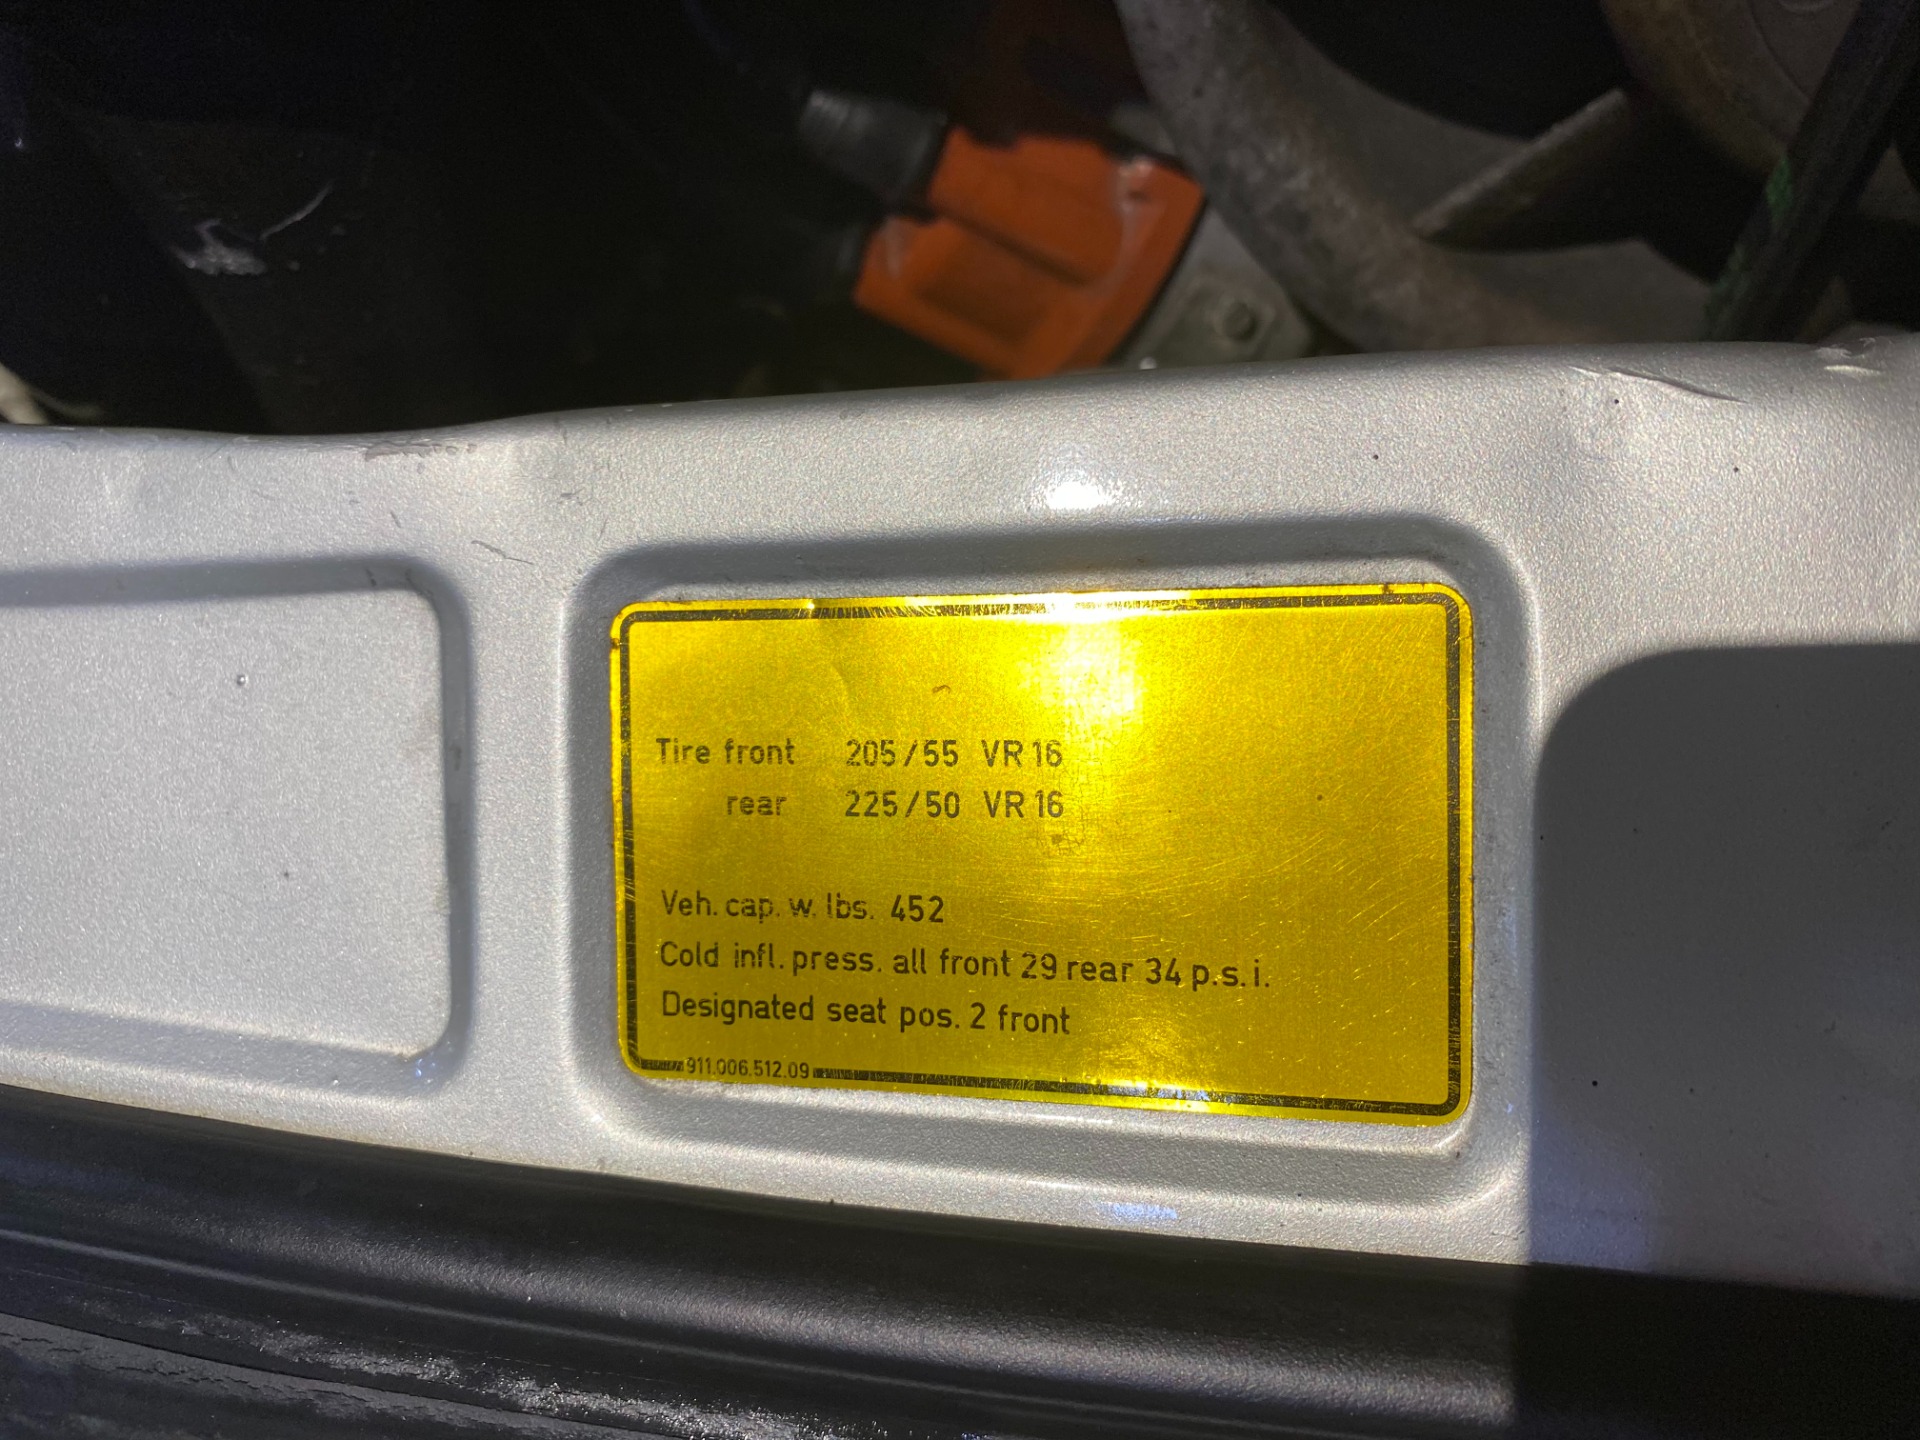 Tire front 205/55 VR 16
rear 225/50 VR 16
Veh. cap. w. lbs. 452
Cold infl. press. all front 29 rear 34 p.s.i.
Designated seat pos. 2 front
911.006.512.09